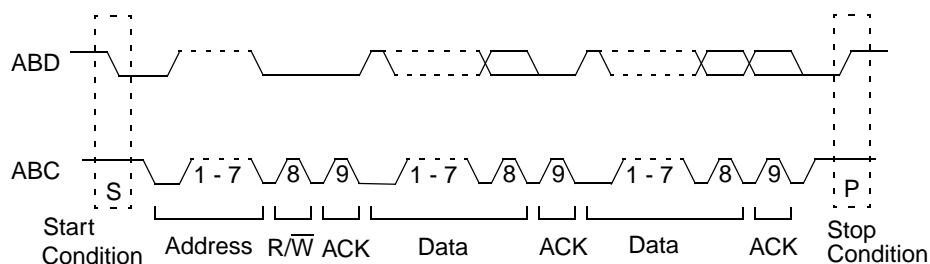 ABD
ABC
1 - 7 8 9 1 - 7 8 9 1 - 7 8 9
S P
Start Condition
Address R/W̅ ACK Data ACK Data ACK
Stop Condition